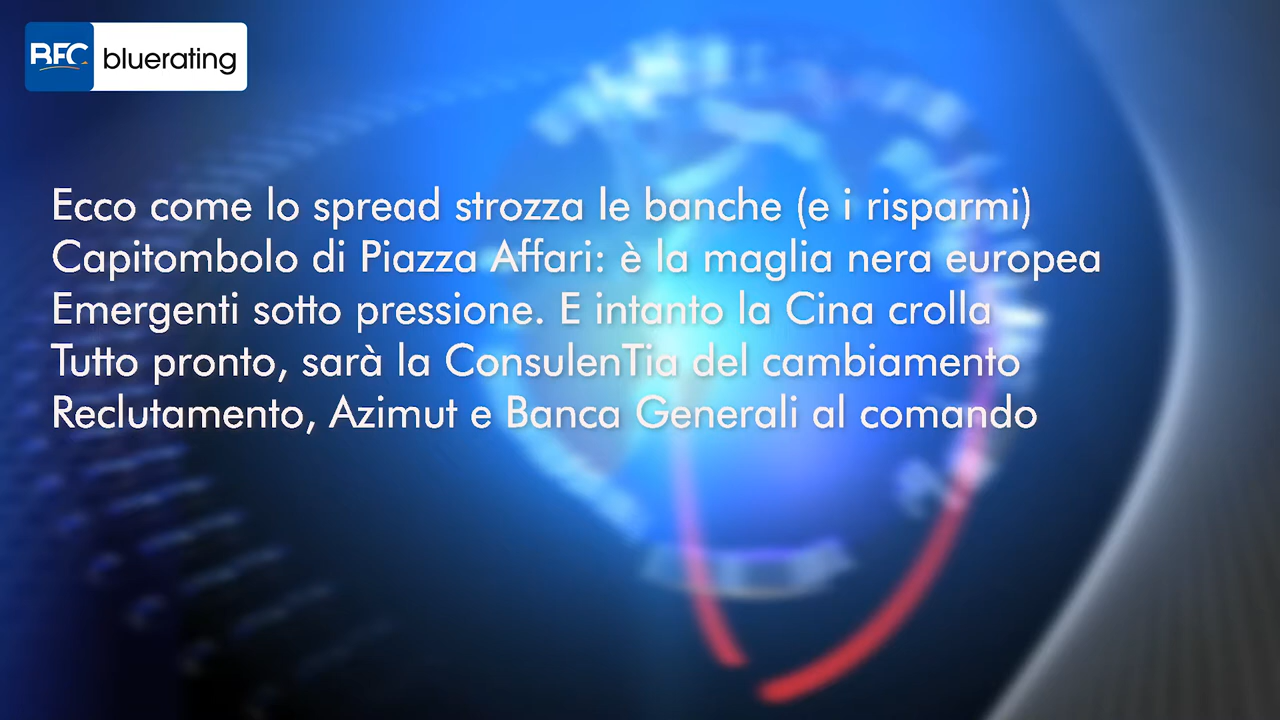 BFC bluerating
Ecco come lo spread strozza le banche (e i risparmi)
Capitombolo di Piazza Affari: è la maglia nera europea
Emergenti sotto pressione. E intanto la Cina crolla
Tutto pronto, sarà la ConsulenTia del cambiamento
Reclutamento, Azimut e Banca Generali al comando